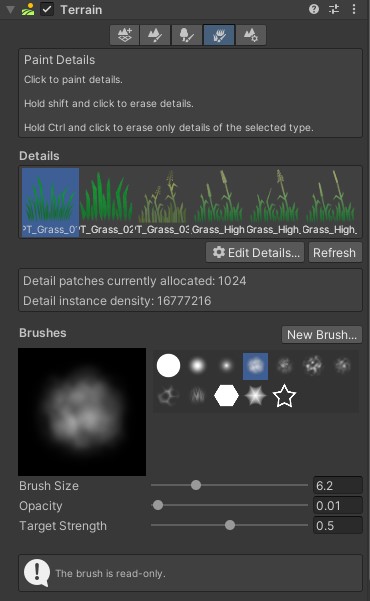 Terrain
Paint Details
Click to paint details.
Hold shift and click to erase details.
Hold Ctrl and click to erase only details of the selected type.
Details
PT_Grass_01 PT_Grass_02 PT_Grass_03 Grass_High Grass_High_ Grass_High_
Edit Details... Refresh
Detail patches currently allocated: 1024
Detail instance density: 16777216
Brushes
New Brush...
Brush Size 6.2
Opacity 0.01
Target Strength 0.5
The brush is read-only.